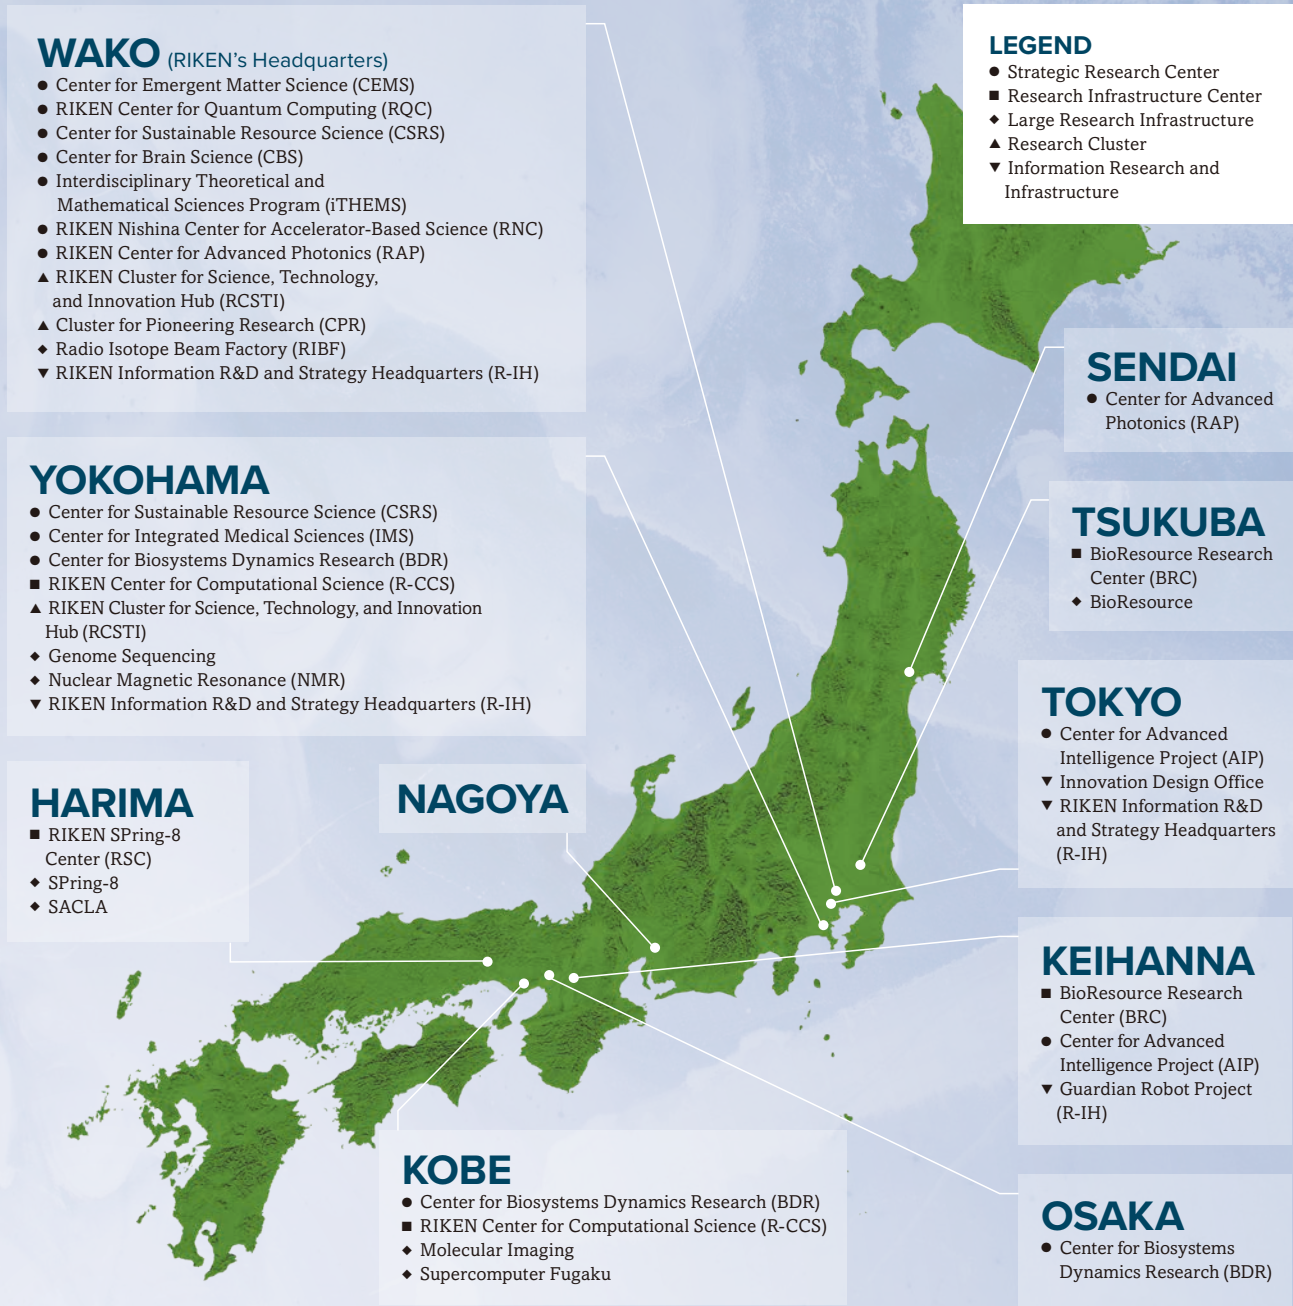 WAKO (RIKEN's Headquarters)
● Center for Emergent Matter Science (CEMS)
● RIKEN Center for Quantum Computing (RQC)
● Center for Sustainable Resource Science (CSRS)
● Center for Brain Science (CBS)
● Interdisciplinary Theoretical and
Mathematical Sciences Program (iTHEMS)
● RIKEN Nishina Center for Accelerator-Based Science (RNC)
● RIKEN Center for Advanced Photonics (RAP)
▲ RIKEN Cluster for Science, Technology,
and Innovation Hub (RCSTI)
▲ Cluster for Pioneering Research (CPR)
◆ Radio Isotope Beam Factory (RIBF)
▼ RIKEN Information R&D and Strategy Headquarters (R-IH)
LEGEND
● Strategic Research Center
■ Research Infrastructure Center
◆ Large Research Infrastructure
▲ Research Cluster
▼ Information Research and
Infrastructure
SENDAI
● Center for Advanced
Photonics (RAP)
YOKOHAMA
● Center for Sustainable Resource Science (CSRS)
● Center for Integrated Medical Sciences (IMS)
● Center for Biosystems Dynamics Research (BDR)
■ RIKEN Center for Computational Science (R-CCS)
▲ RIKEN Cluster for Science, Technology, and Innovation
Hub (RCSTI)
◆ Genome Sequencing
◆ Nuclear Magnetic Resonance (NMR)
▼ RIKEN Information R&D and Strategy Headquarters (R-IH)
TSUKUBA
■ BioResource Research
Center (BRC)
◆ BioResource
TOKYO
● Center for Advanced
Intelligence Project (AIP)
▼ Innovation Design Office
▼ RIKEN Information R&D
and Strategy Headquarters
(R-IH)
HARIMA
■ RIKEN SPring-8
Center (RSC)
◆ SPring-8
◆ SACLA
NAGOYA
KEIHANNA
■ BioResource Research
Center (BRC)
● Center for Advanced
Intelligence Project (AIP)
▼ Guardian Robot Project
(R-IH)
KOBE
● Center for Biosystems Dynamics Research (BDR)
■ RIKEN Center for Computational Science (R-CCS)
◆ Molecular Imaging
◆ Supercomputer Fugaku
OSAKA
● Center for Biosystems
Dynamics Research (BDR)